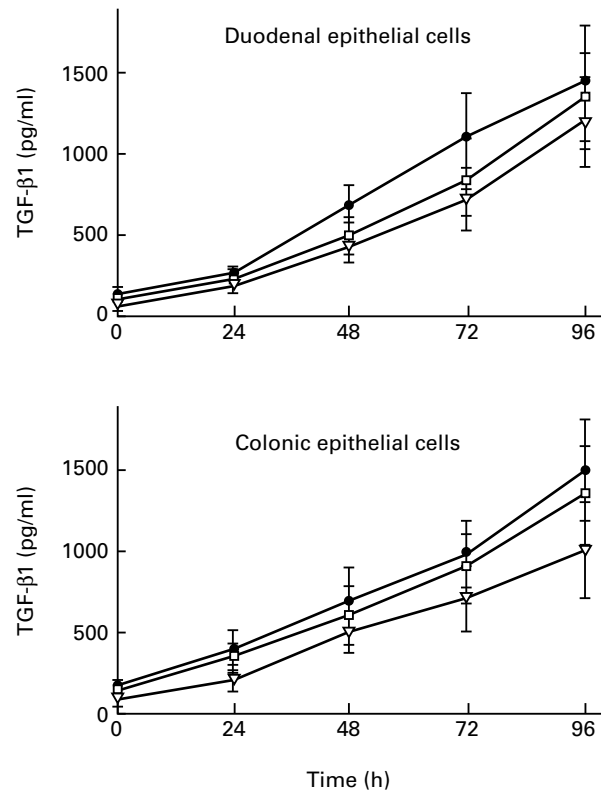 Duodenal epithelial cells
TGF-β1 (pg/ml)
1500
1000
500
0
0 24 48 72 96
Colonic epithelial cells
TGF-β1 (pg/ml)
1500
1000
500
0
0 24 48 72 96
Time (h)